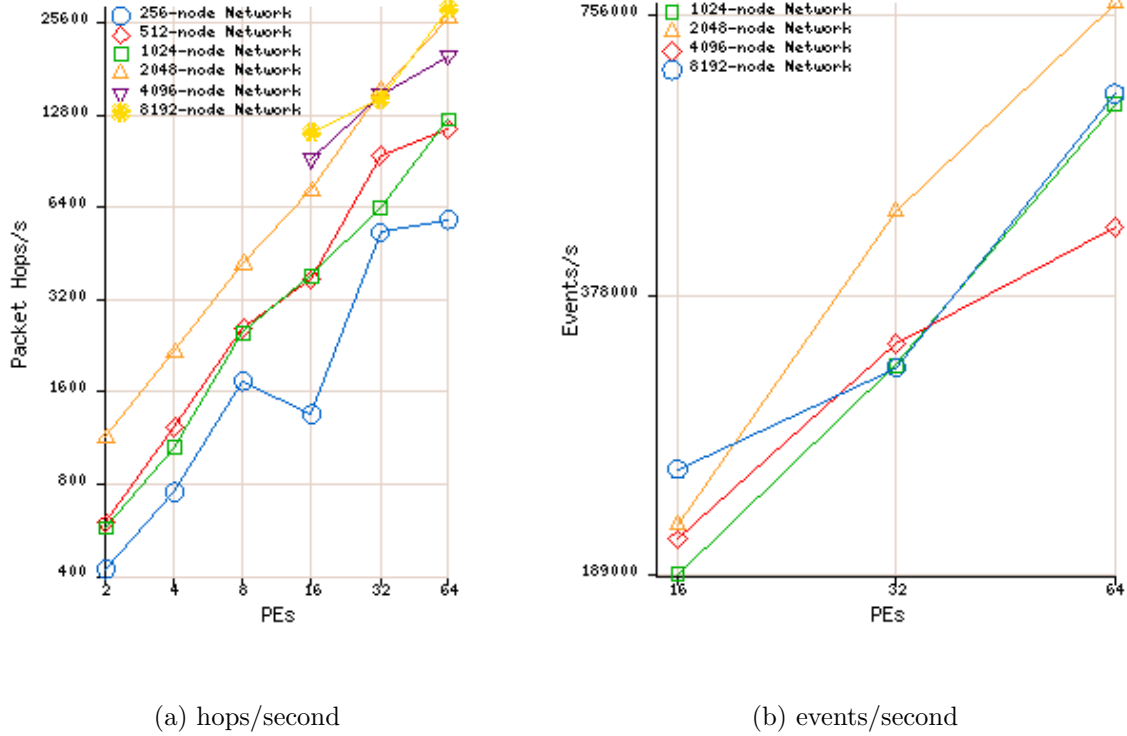 25600
12800
6400
3200
1600
800
400
Packet Hops/s
256-node Network
512-node Network
1024-node Network
2048-node Network
4096-node Network
8192-node Network
2 4 8 16 32 64
PEs
(a) hops/second
756000
378000
189000
Events/s
1024-node Network
2048-node Network
4096-node Network
8192-node Network
16 32 64
PEs
(b) events/second